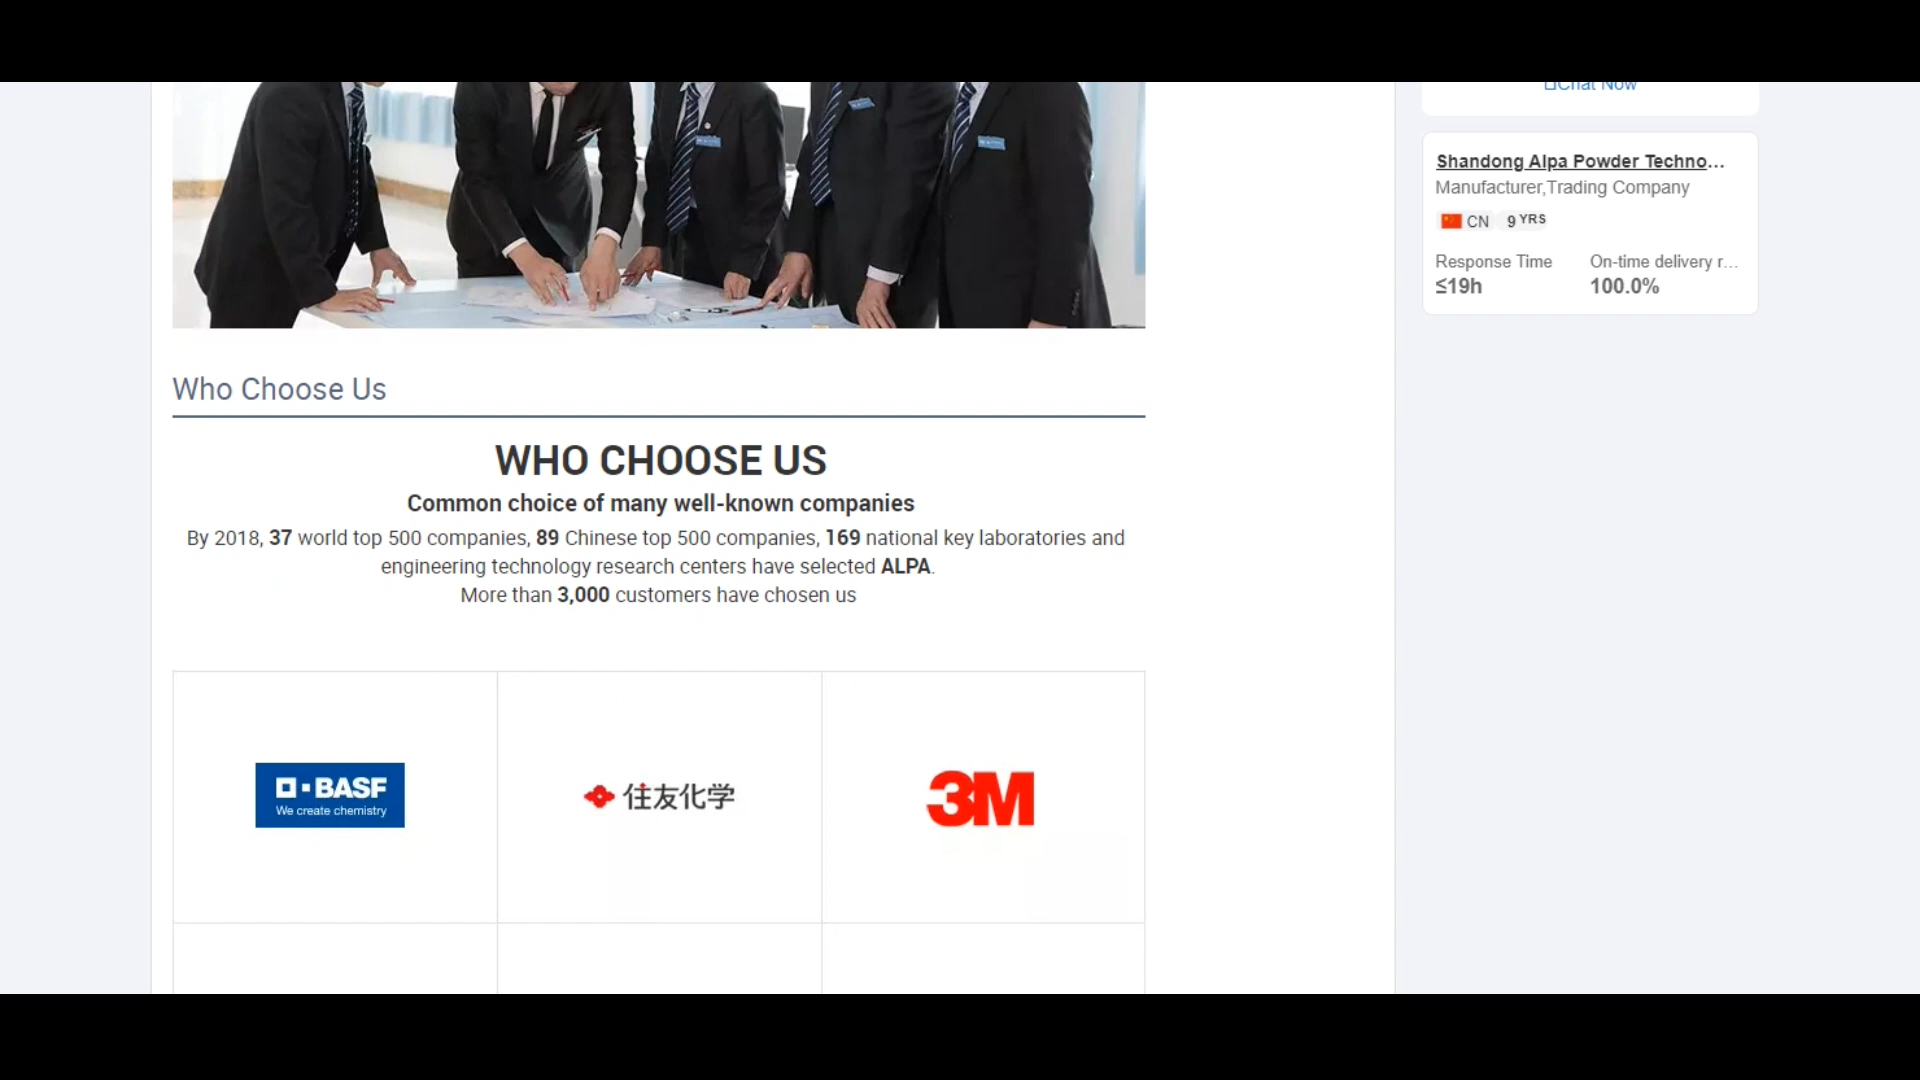 Chat Now
Shandong Alpa Powder Techno...
Manufacturer,Trading Company
CN 9 YRS
Response Time On-time delivery r...
≤19h 100.0%
Who Choose Us
WHO CHOOSE US
Common choice of many well-known companies
By 2018, 37 world top 500 companies, 89 Chinese top 500 companies, 169 national key laboratories and
engineering technology research centers have selected ALPA.
More than 3,000 customers have chosen us
BASF
We create chemistry
住友化学
3M